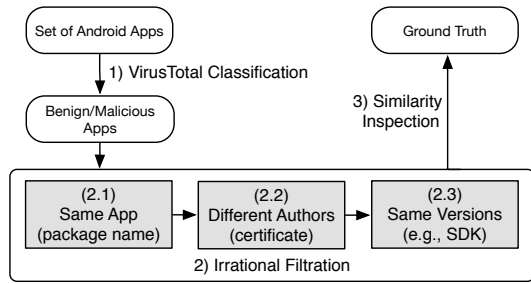 Set of Android Apps
Ground Truth
1) VirusTotal Classification
Benign/Malicious
Apps
3) Similarity
Inspection
(2.1)
Same App
(package name)
(2.2)
Different Authors
(certificate)
(2.3)
Same Versions
(e.g., SDK)
2) Irrational Filtration